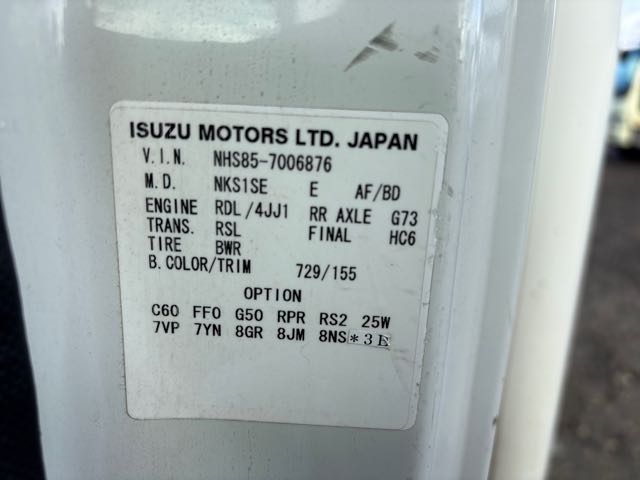 ISUZU MOTORS LTD. JAPAN
V.I.N. NHS85-7006876
M.D. NKS1SE E AF/BD
ENGINE RDL/4JJ1 RR AXLE G73
TRANS. RSL FINAL HC6
TIRE BWR
B.COLOR/TRIM 729/155
OPTION
C60 FF0 G50 RPR RS2 25W
7VP 7YN 8GR 8JM 8NS *3E